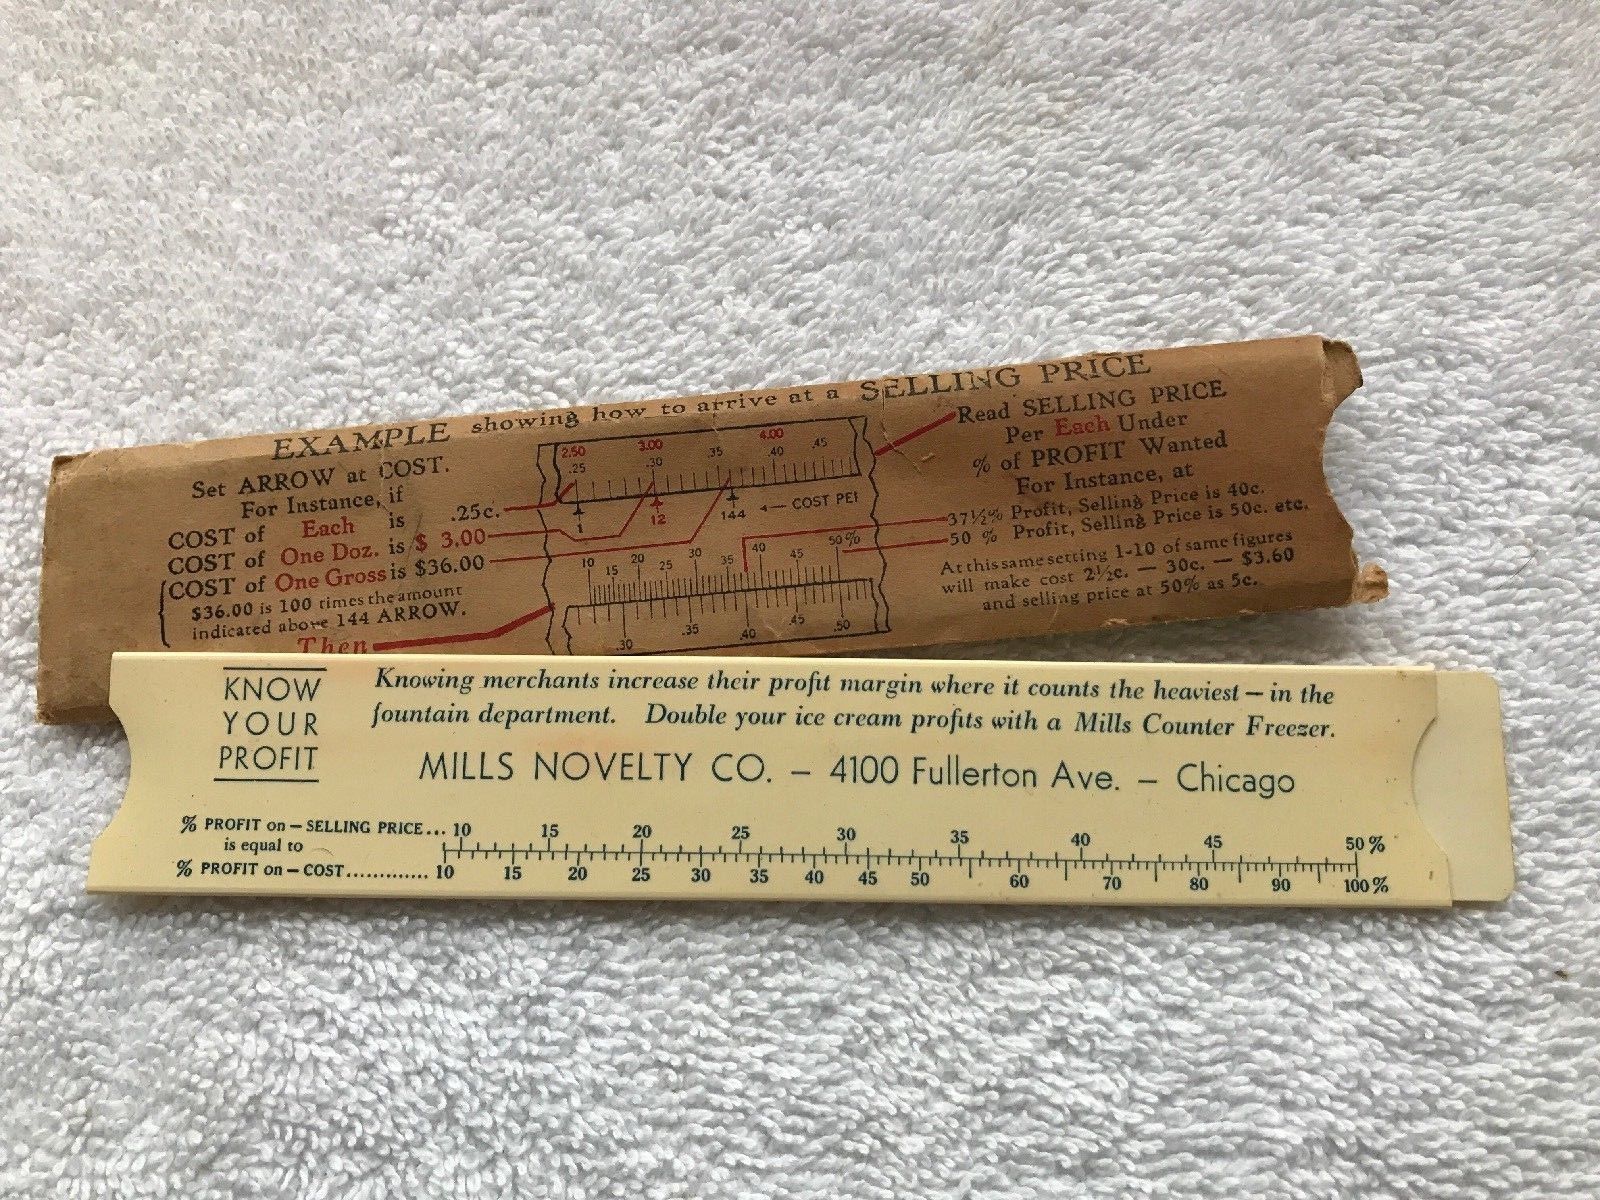 EXAMPLE showing how to arrive at a SELLING PRICE
Set ARROW at COST.
For Instance, if
COST of Each is .25c.
COST of One Doz. is $ 3.00
COST of One Gross is $36.00
$36.00 is 100 times the amount
indicated above 144 ARROW.
Then
2.50 3.00 4.00
.25 .30 .35 .40 .45
1 12 144 COST PER
10 15 20 25 30 35 40 45 50%
.30 .35 .40 .45 .50
Read SELLING PRICE
Per Each Under
% of PROFIT Wanted
For Instance, at
37½% Profit, Selling Price is 40c.
50 % Profit, Selling Price is 50c. etc.
At this same setting 1-10 of same figures
will make cost 2½c. — 30c. — $3.60
and selling price at 50% as 5c.
KNOW
YOUR
PROFIT
Knowing merchants increase their profit margin where it counts the heaviest — in the
fountain department. Double your ice cream profits with a Mills Counter Freezer.
MILLS NOVELTY CO. — 4100 Fullerton Ave. — Chicago
% PROFIT on — SELLING PRICE... 10 15 20 25 30 35 40 45 50%
is equal to
% PROFIT on — COST............. 10 15 20 25 30 35 40 45 50 60 70 80 90 100%